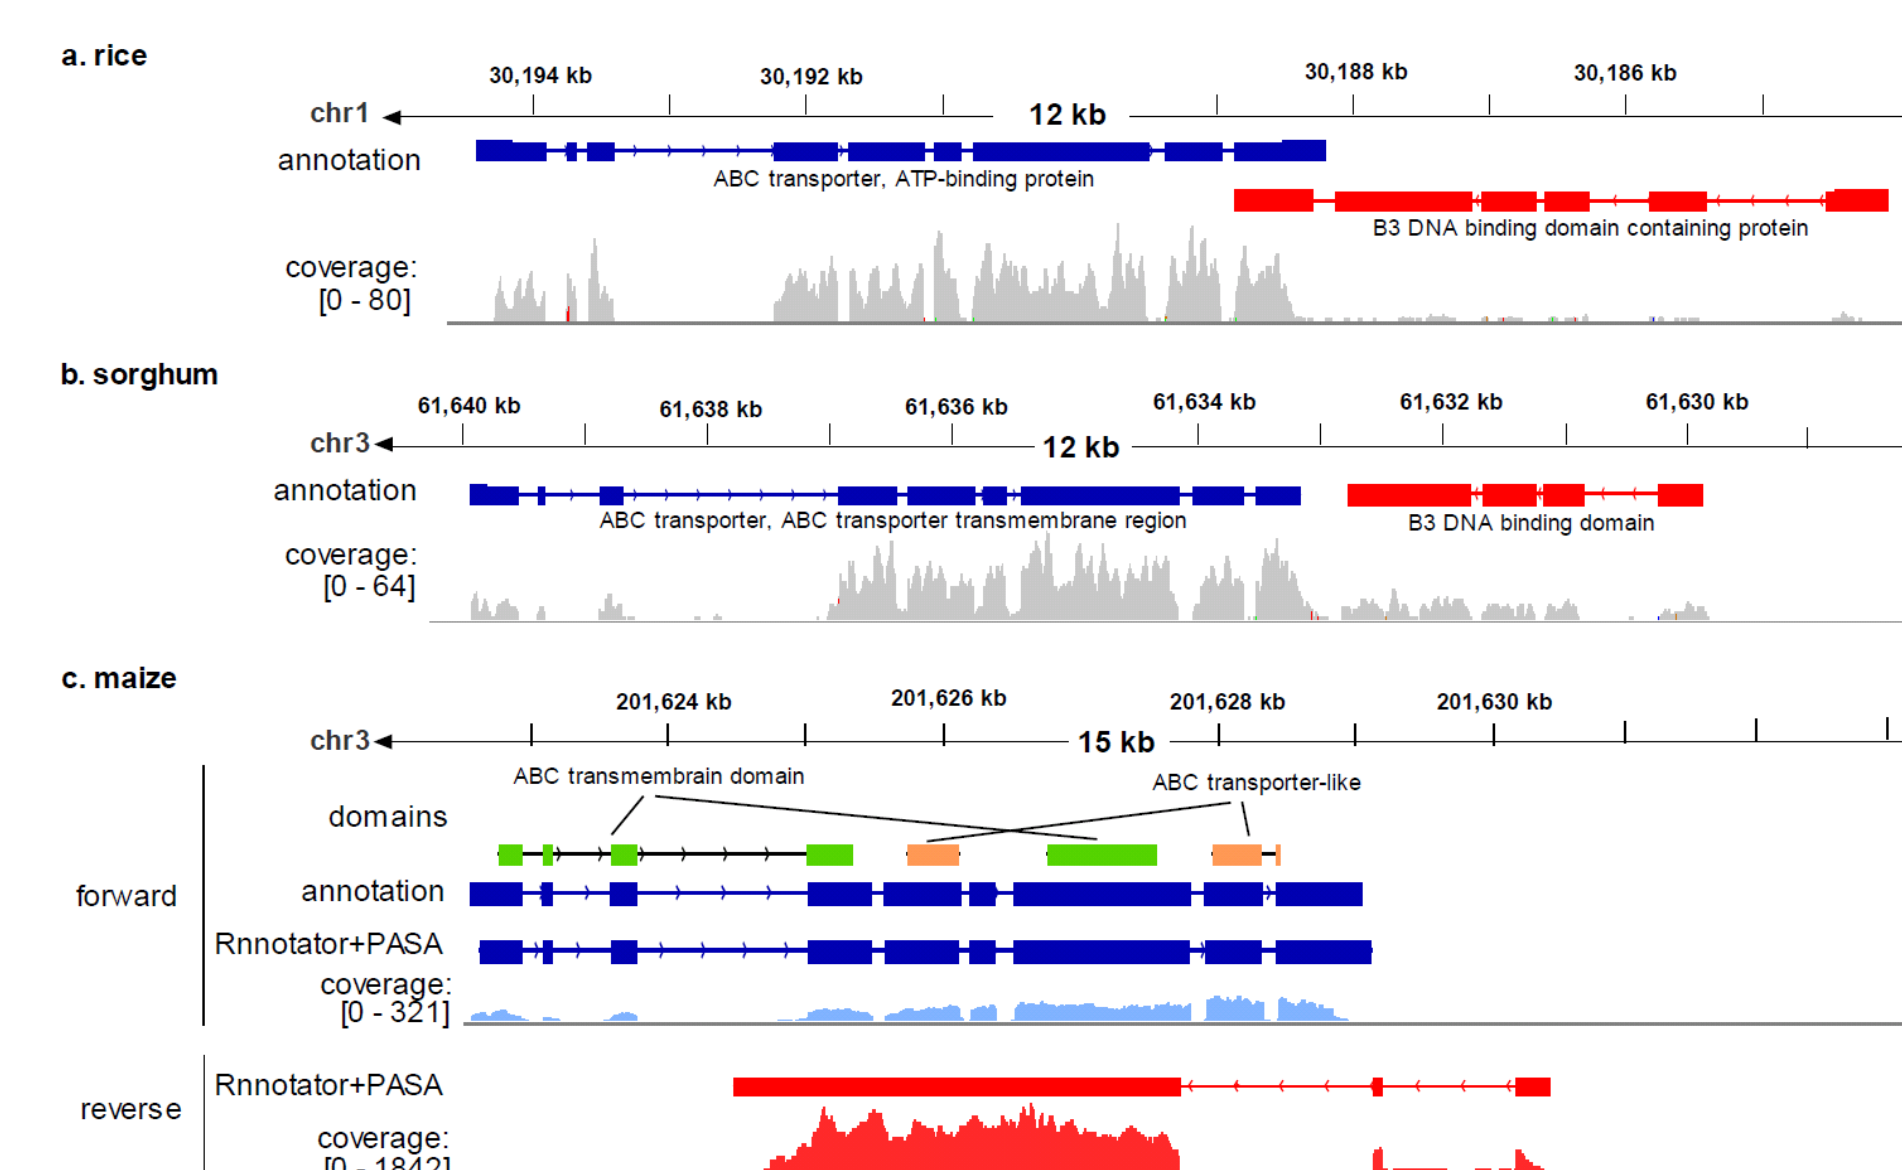 a. rice
30,194 kb 30,192 kb 30,188 kb 30,186 kb
chr1 12 kb
annotation
ABC transporter, ATP-binding protein
B3 DNA binding domain containing protein
coverage:
[0 - 80]
b. sorghum
61,640 kb 61,638 kb 61,636 kb 61,634 kb 61,632 kb 61,630 kb
chr3 12 kb
annotation
ABC transporter, ABC transporter transmembrane region B3 DNA binding domain
coverage:
[0 - 64]
c. maize
201,624 kb 201,626 kb 201,628 kb 201,630 kb
chr3 15 kb
ABC transmembrain domain ABC transporter-like
domains
forward annotation
Rnnotator+PASA
coverage:
[0 - 321]
Rnnotator+PASA
reverse
coverage:
[0 - 1842]